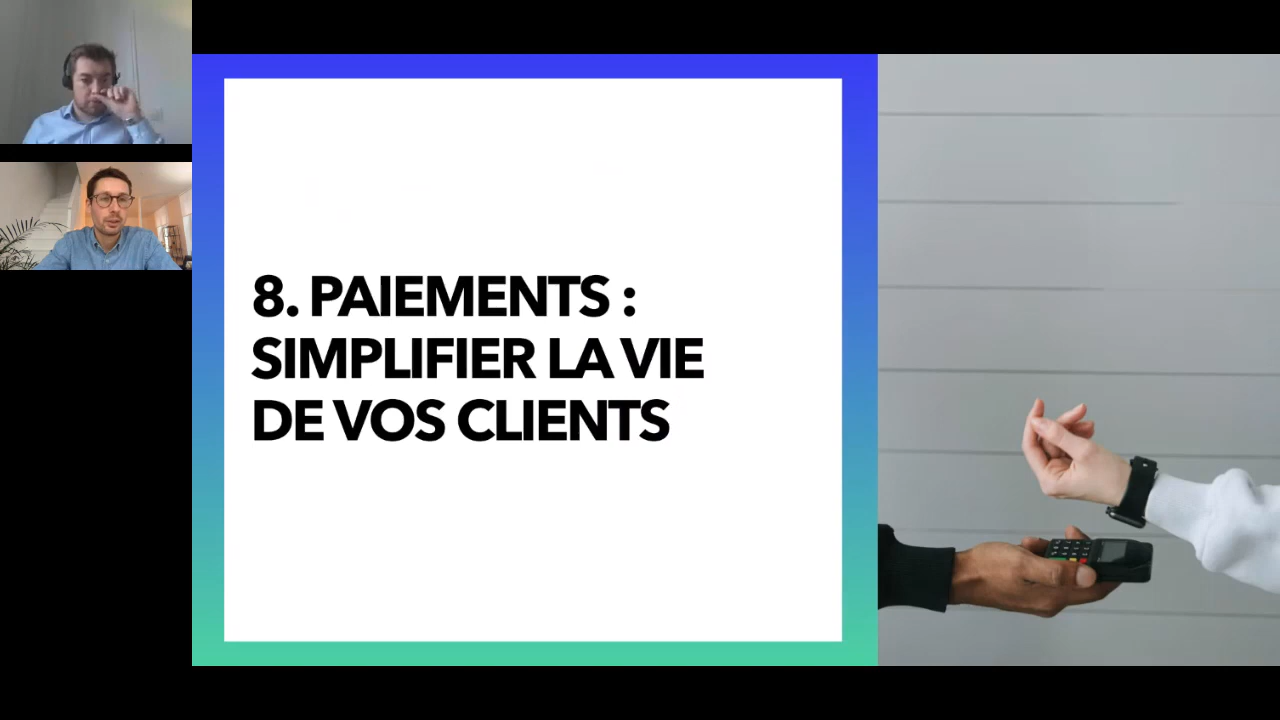 8. PAIEMENTS :
SIMPLIFIER LA VIE
DE VOS CLIENTS